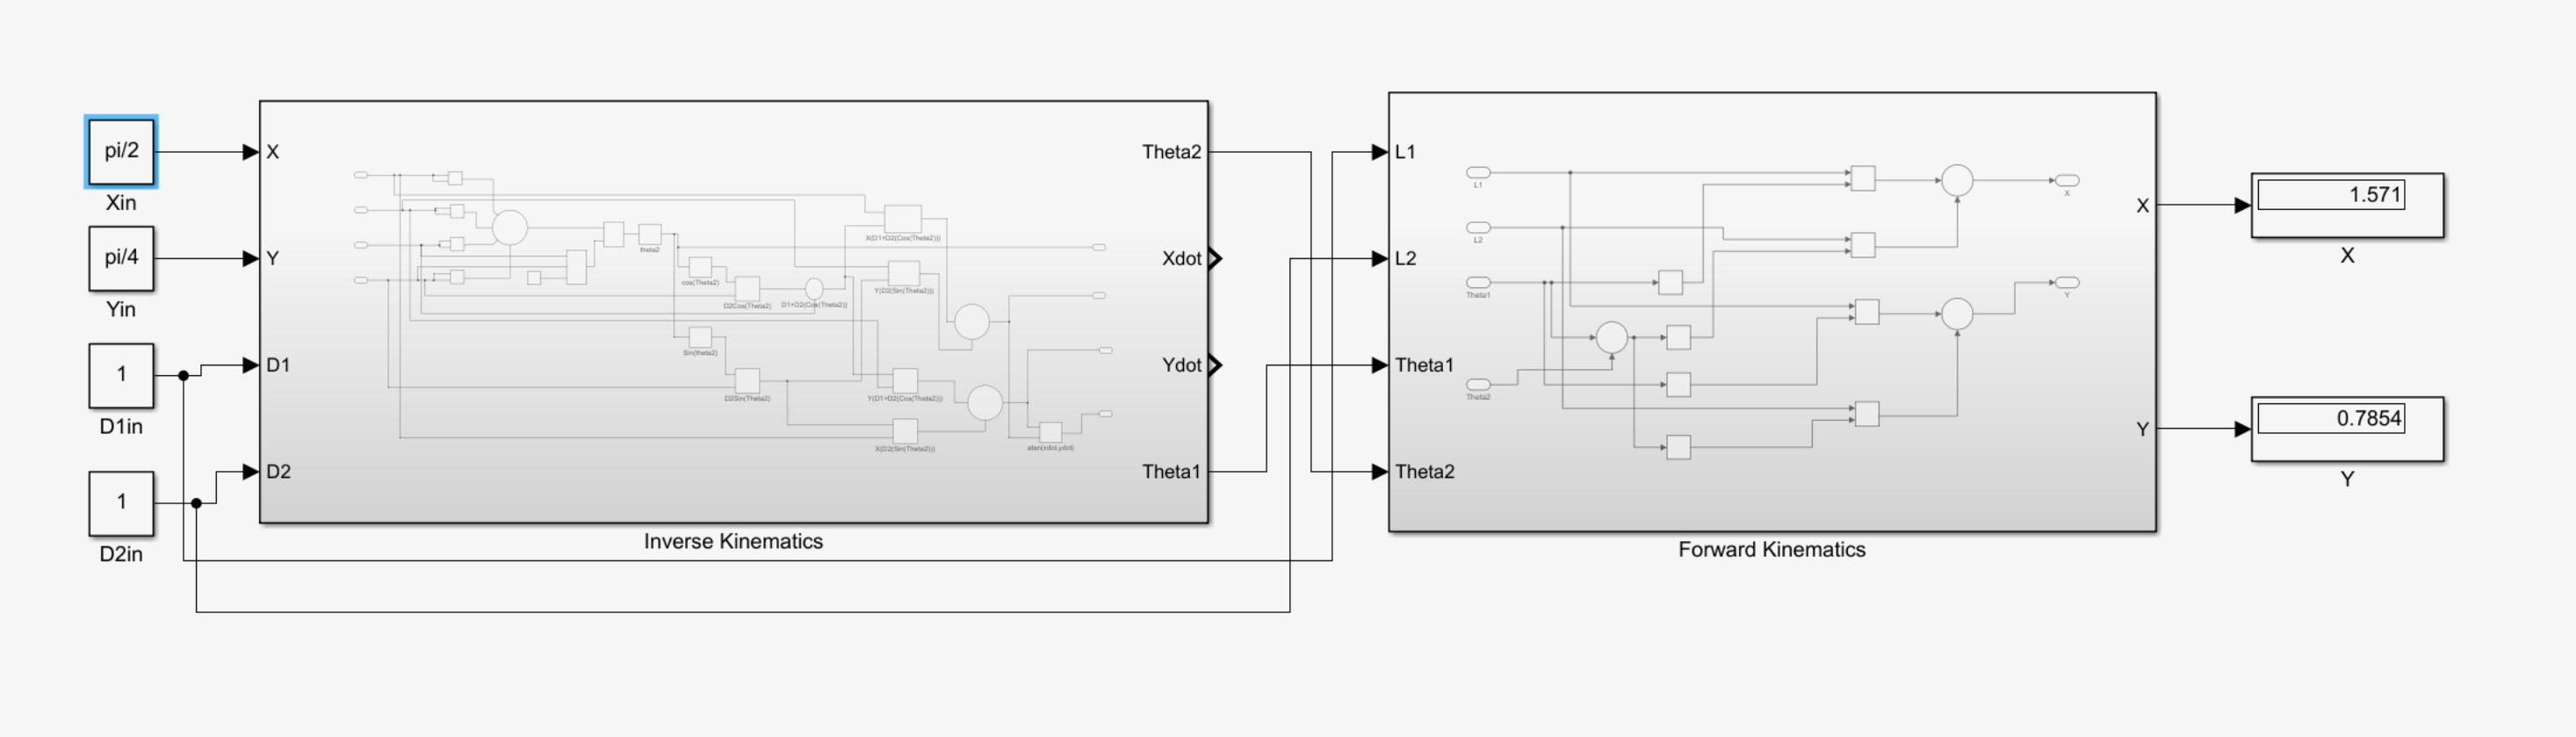 pi/2
Xin
pi/4
Yin
1
D1in
1
D2in
X
Y
D1
D2
theta2
cos(Theta2)
D2Cos(Theta2)
D1+D2(Cos(Theta2))
Sin(theta2)
D2Sin(Theta2)
X(D1+D2(Cos(Theta2)))
Y(D2(Sin(Theta2)))
Y(D1+D2(Cos(Theta2)))
X(D2(Sin(Theta2)))
atan(xdot,ydot)
Theta2
Xdot
Ydot
Theta1
Inverse Kinematics
L1
L2
Theta1
Theta2
L1
L2
Theta1
Theta2
X
Y
X
Y
Forward Kinematics
1.571
X
0.7854
Y